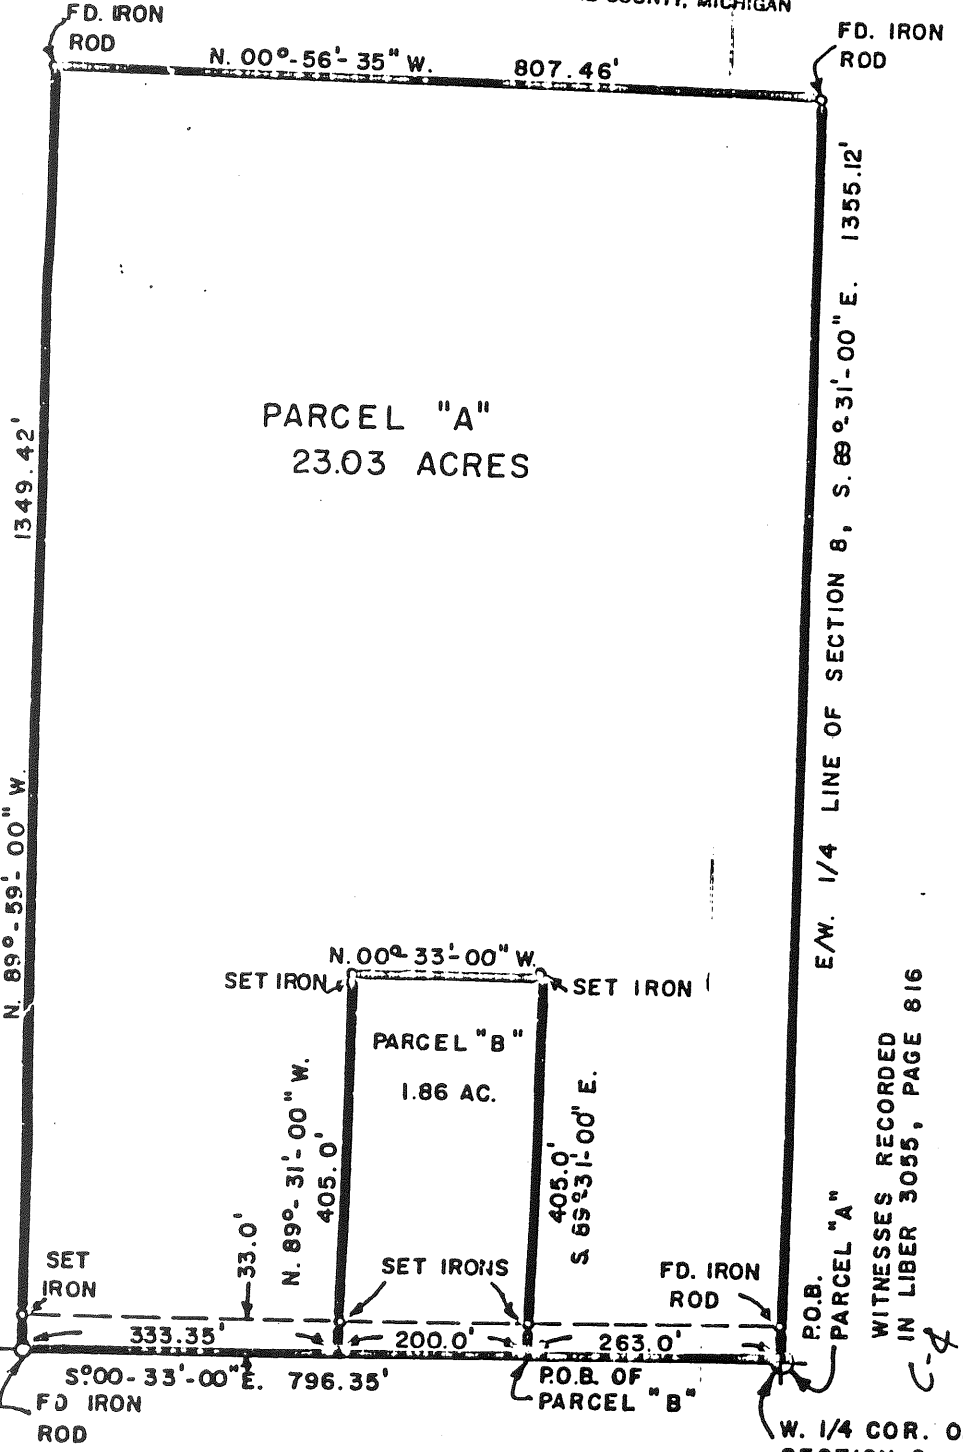 COUNTY, MICHIGAN
FD. IRON
ROD
N. 00°-56'-35" W. 807.46'
FD. IRON
ROD
1349.42'
N. 89°-59'-00" W.
PARCEL "A"
23.03 ACRES
E/W. 1/4 LINE OF SECTION 8, S. 89°-31'-00" E. 1355.12'
N. 00°-33'-00" W.
SET IRON
SET IRON
PARCEL "B"
1.86 AC.
N. 89°-31'-00" W.
405.0'
405.0'
S. 89°-31'-00" E.
SET
IRON
33.0'
SET IRONS
FD. IRON
ROD
P.O.B.
PARCEL "A"
WITNESSES RECORDED
IN LIBER 3055, PAGE 816
C-4
333.35'
200.0'
263.0'
S. 00-33'-00" E. 796.35'
P.O.B. OF
PARCEL "B"
FD IRON
ROD
W. 1/4 COR.